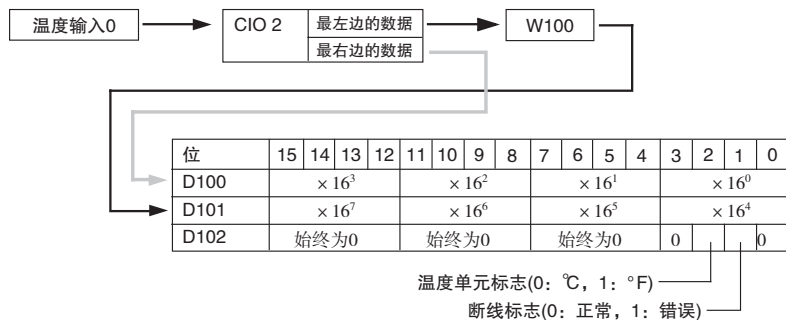 温度输入0
CIO 2
最左边的数据
最右边的数据
W100
位 15 14 13 12 11 10 9 8 7 6 5 4 3 2 1 0
D100 × 16³ × 16² × 16¹ × 16⁰
D101 × 16⁷ × 16⁶ × 16⁵ × 16⁴
D102 始终为0 始终为0 始终为0 0 0
温度单元标志(0: ℃, 1: °F)
断线标志(0: 正常, 1: 错误)